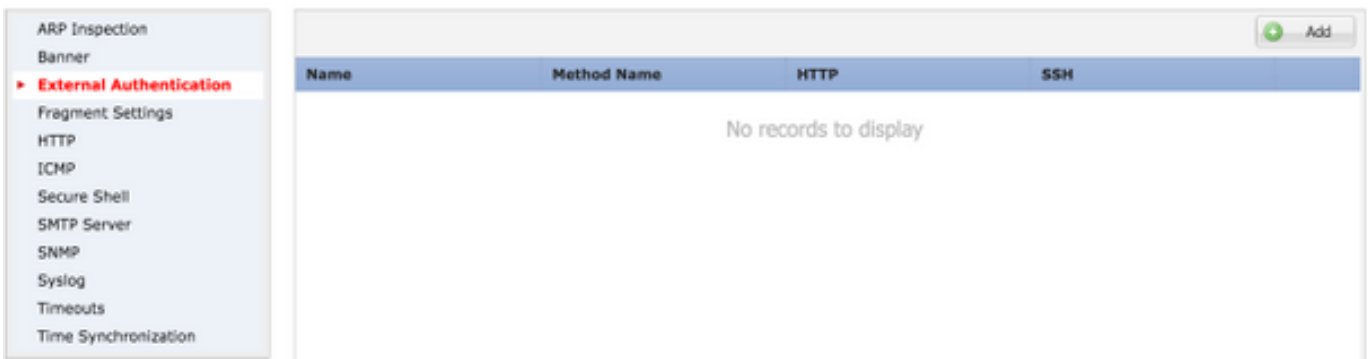 ARP Inspection
Banner
External Authentication
Fragment Settings
HTTP
ICMP
Secure Shell
SMTP Server
SNMP
Syslog
Timeouts
Time Synchronization
Add
Name Method Name HTTP SSH
No records to display